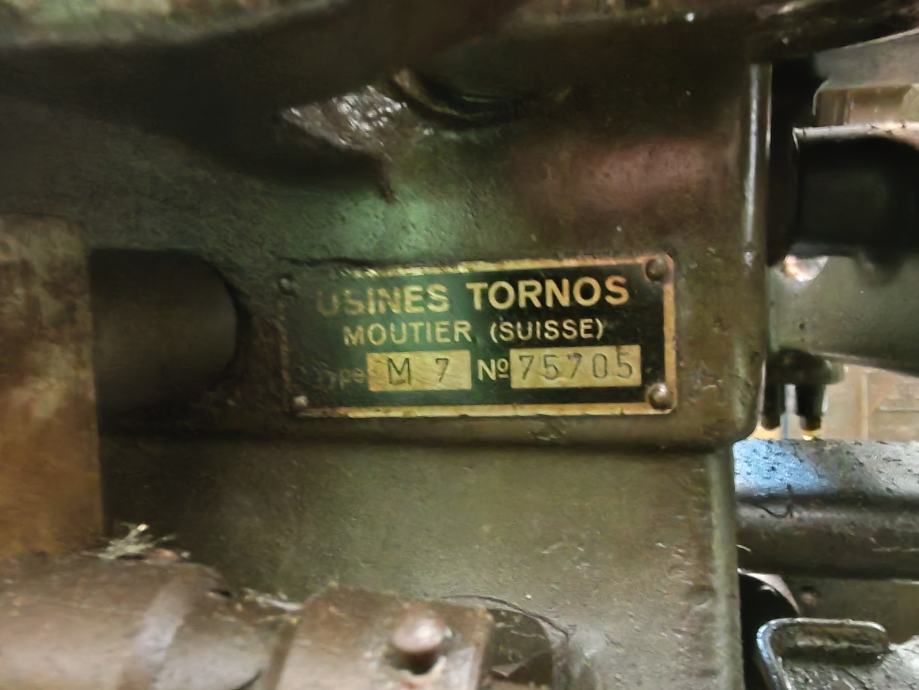 USINES TORNOS
MOUTIER (SUISSE)
Type M 7 Nº 75705